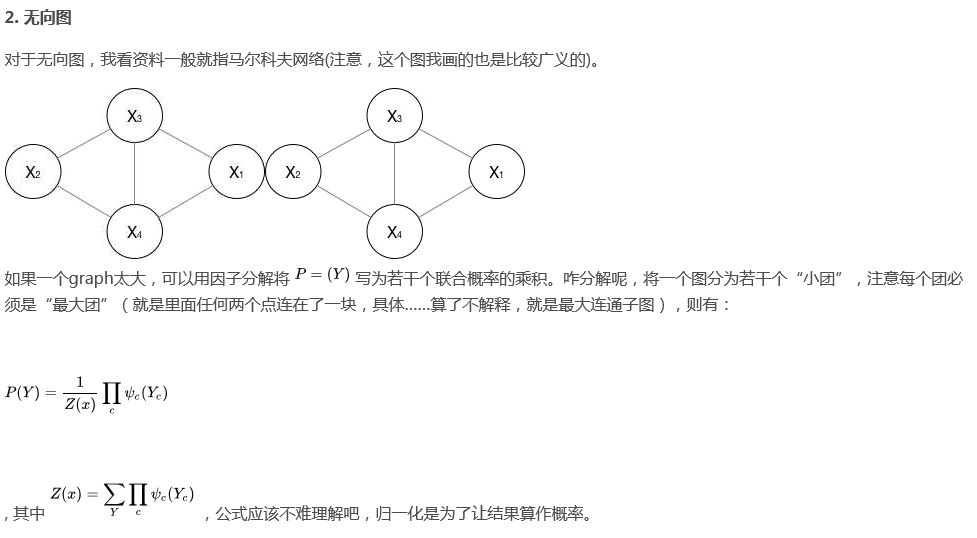 2. 无向图
对于无向图，我看资料一般就指马尔科夫网络(注意，这个图我画的也是比较广义的)。
X3 X3
X2 X1 X2 X1
X4 X4
如果一个graph太大，可以用因子分解将 P = (Y) 写为若干个联合概率的乘积。咋分解呢，将一个图分为若干个“小团”，注意每个团必
须是“最大团”（就是里面任何两个点连在了一块，具体……算了不解释，就是最大连通子图），则有：
P(Y) = 1/Z(x) ∏c ψc(Yc)
, 其中 Z(x) = ∑Y ∏c ψc(Yc) ，公式应该不难理解吧，归一化是为了让结果算作概率。